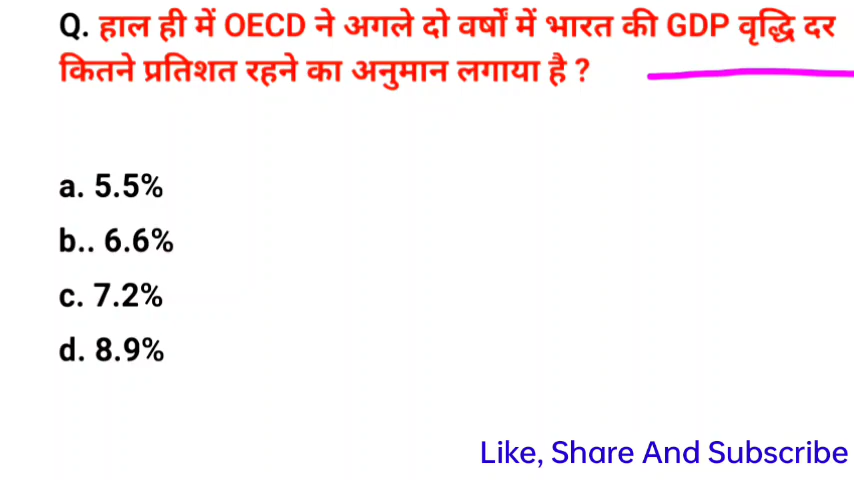 Q. हाल ही में OECD ने अगले दो वर्षों में भारत की GDP वृद्धि दर
कितने प्रतिशत रहने का अनुमान लगाया है ?
a. 5.5%
b.. 6.6%
c. 7.2%
d. 8.9%
Like, Share And Subscribe